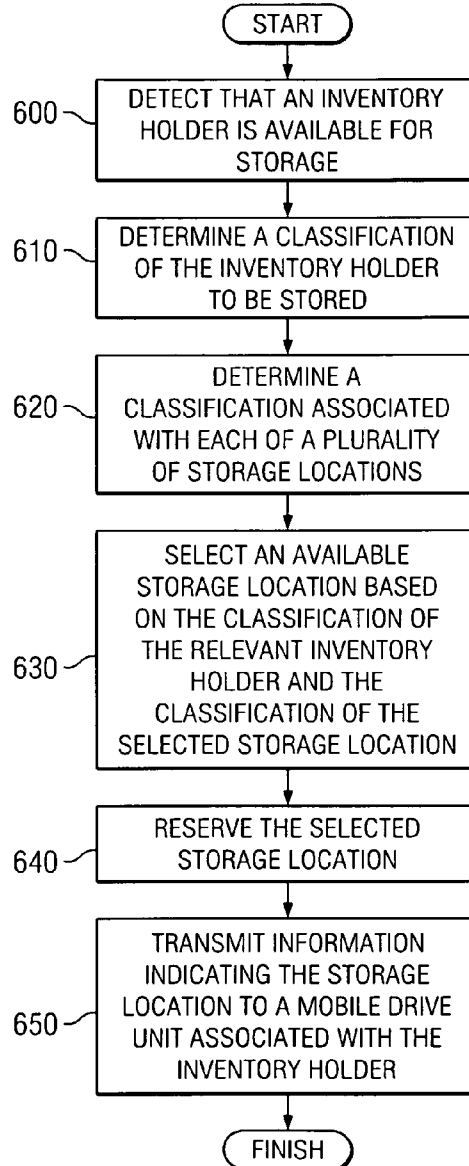 START
600
DETECT THAT AN INVENTORY
HOLDER IS AVAILABLE FOR
STORAGE
610
DETERMINE A CLASSIFICATION
OF THE INVENTORY HOLDER
TO BE STORED
620
DETERMINE A
CLASSIFICATION ASSOCIATED
WITH EACH OF A PLURALITY
OF STORAGE LOCATIONS
630
SELECT AN AVAILABLE
STORAGE LOCATION BASED
ON THE CLASSIFICATION OF
THE RELEVANT INVENTORY
HOLDER AND THE
CLASSIFICATION OF THE
SELECTED STORAGE LOCATION
640
RESERVE THE SELECTED
STORAGE LOCATION
650
TRANSMIT INFORMATION
INDICATING THE STORAGE
LOCATION TO A MOBILE DRIVE
UNIT ASSOCIATED WITH THE
INVENTORY HOLDER
FINISH